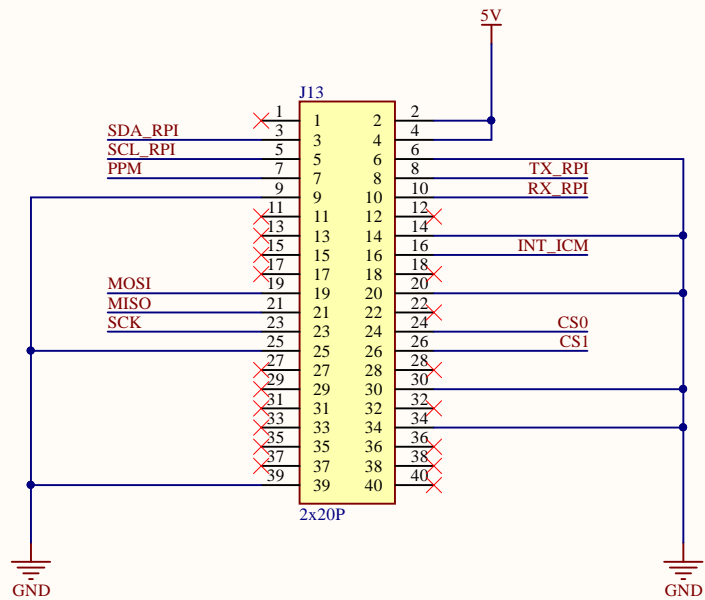 5V
J13
1 1 2 2
SDA_RPI 3 3 4 4
SCL_RPI 5 5 6 6
PPM 7 7 8 8 TX_RPI
9 9 10 10 RX_RPI
11 11 12 12
13 13 14 14
15 15 16 16 INT_ICM
17 17 18 18
MOSI 19 19 20 20
MISO 21 21 22 22
SCK 23 23 24 24 CS0
25 25 26 26 CS1
27 27 28 28
29 29 30 30
31 31 32 32
33 33 34 34
35 35 36 36
37 37 38 38
39 39 40 40
2x20P
GND GND